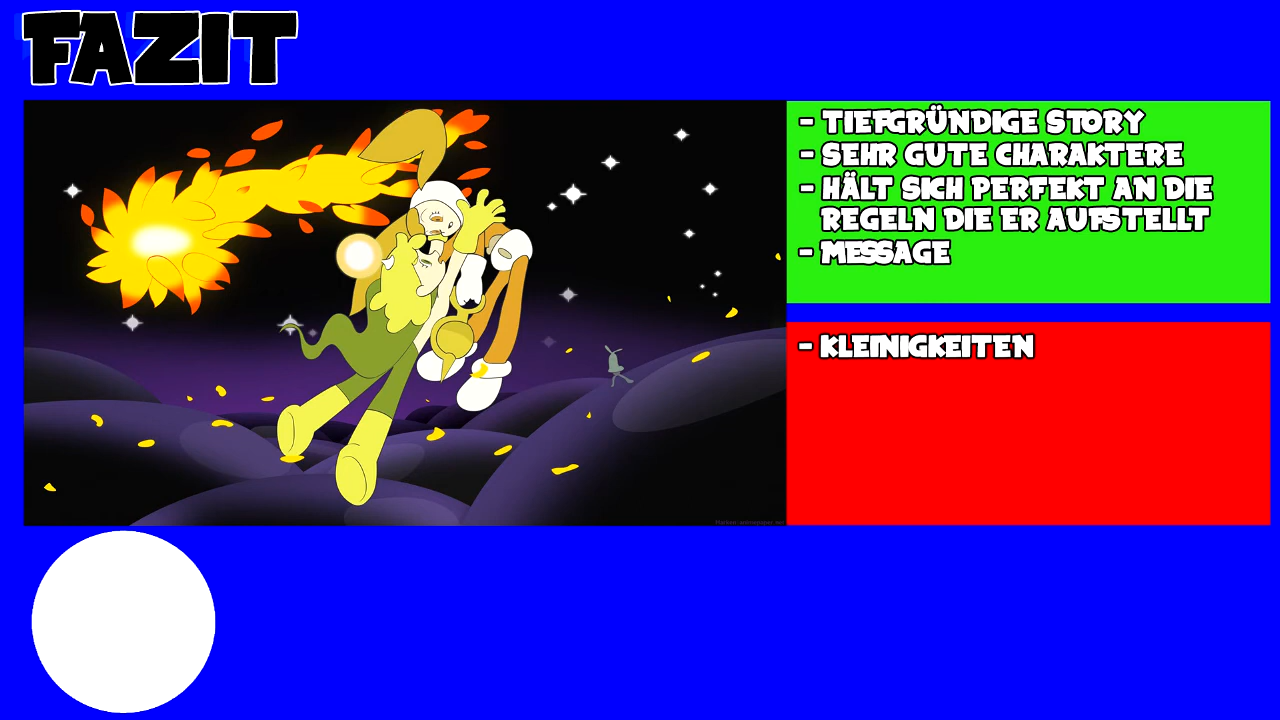 FAZIT
- TIEFGRÜNDIGE STORY
- SEHR GUTE CHARAKTERE
- HÄLT SICH PERFEKT AN DIE
REGELN DIE ER AUFSTELLT
- MESSAGE
- KLEINIGKEITEN